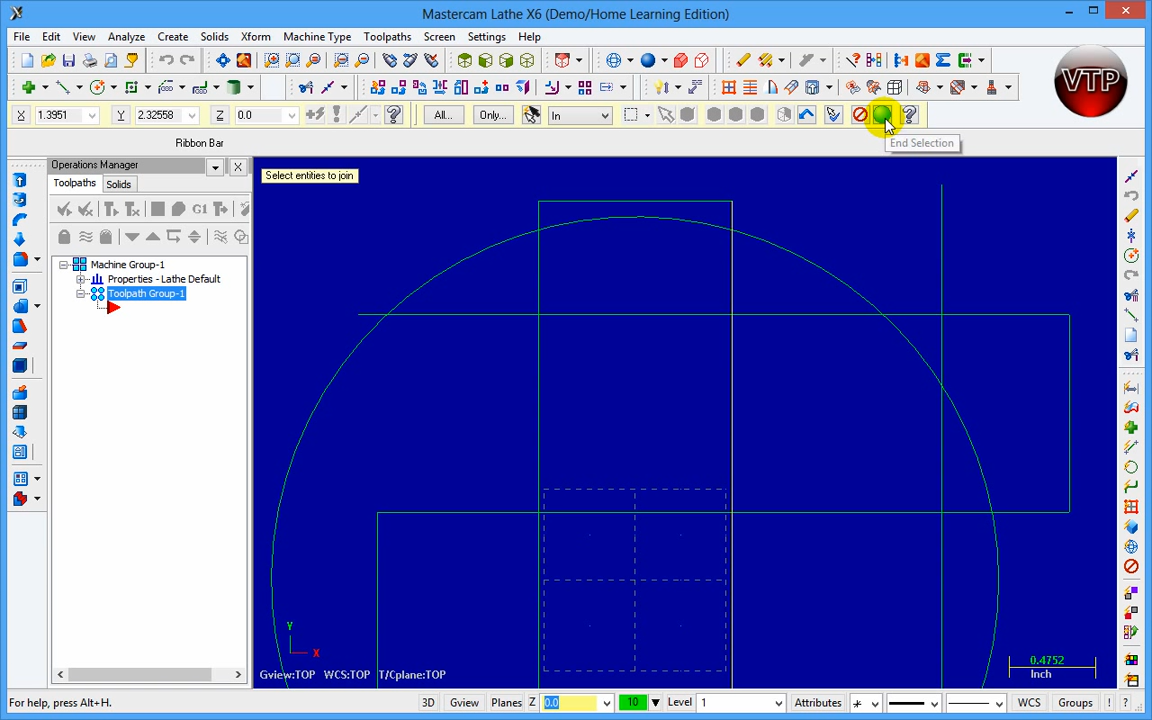 Mastercam Lathe X6 (Demo/Home Learning Edition)
File Edit View Analyze Create Solids Xform Machine Type Toolpaths Screen Settings Help
VTP
X 1.3951 Y 2.32558 Z 0.0 All... Only... In
End Selection
Ribbon Bar
Operations Manager
Toolpaths Solids
Select entities to join
G1
Machine Group-1
Properties - Lathe Default
Toolpath Group-1
Y
X
0.4752
Inch
Gview:TOP WCS:TOP T/Cplane:TOP
For help, press Alt+H.
3D Gview Planes Z 0.0 10 Level 1 Attributes WCS Groups ! ?